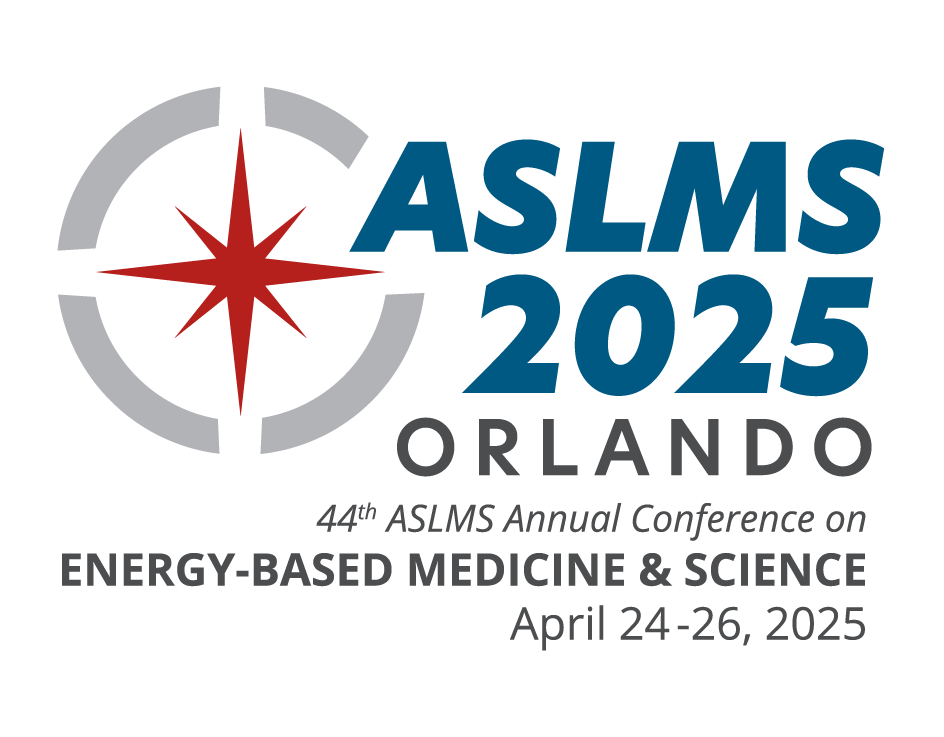 ASLMS
2025
ORLANDO
44th ASLMS Annual Conference on
ENERGY-BASED MEDICINE & SCIENCE
April 24-26, 2025